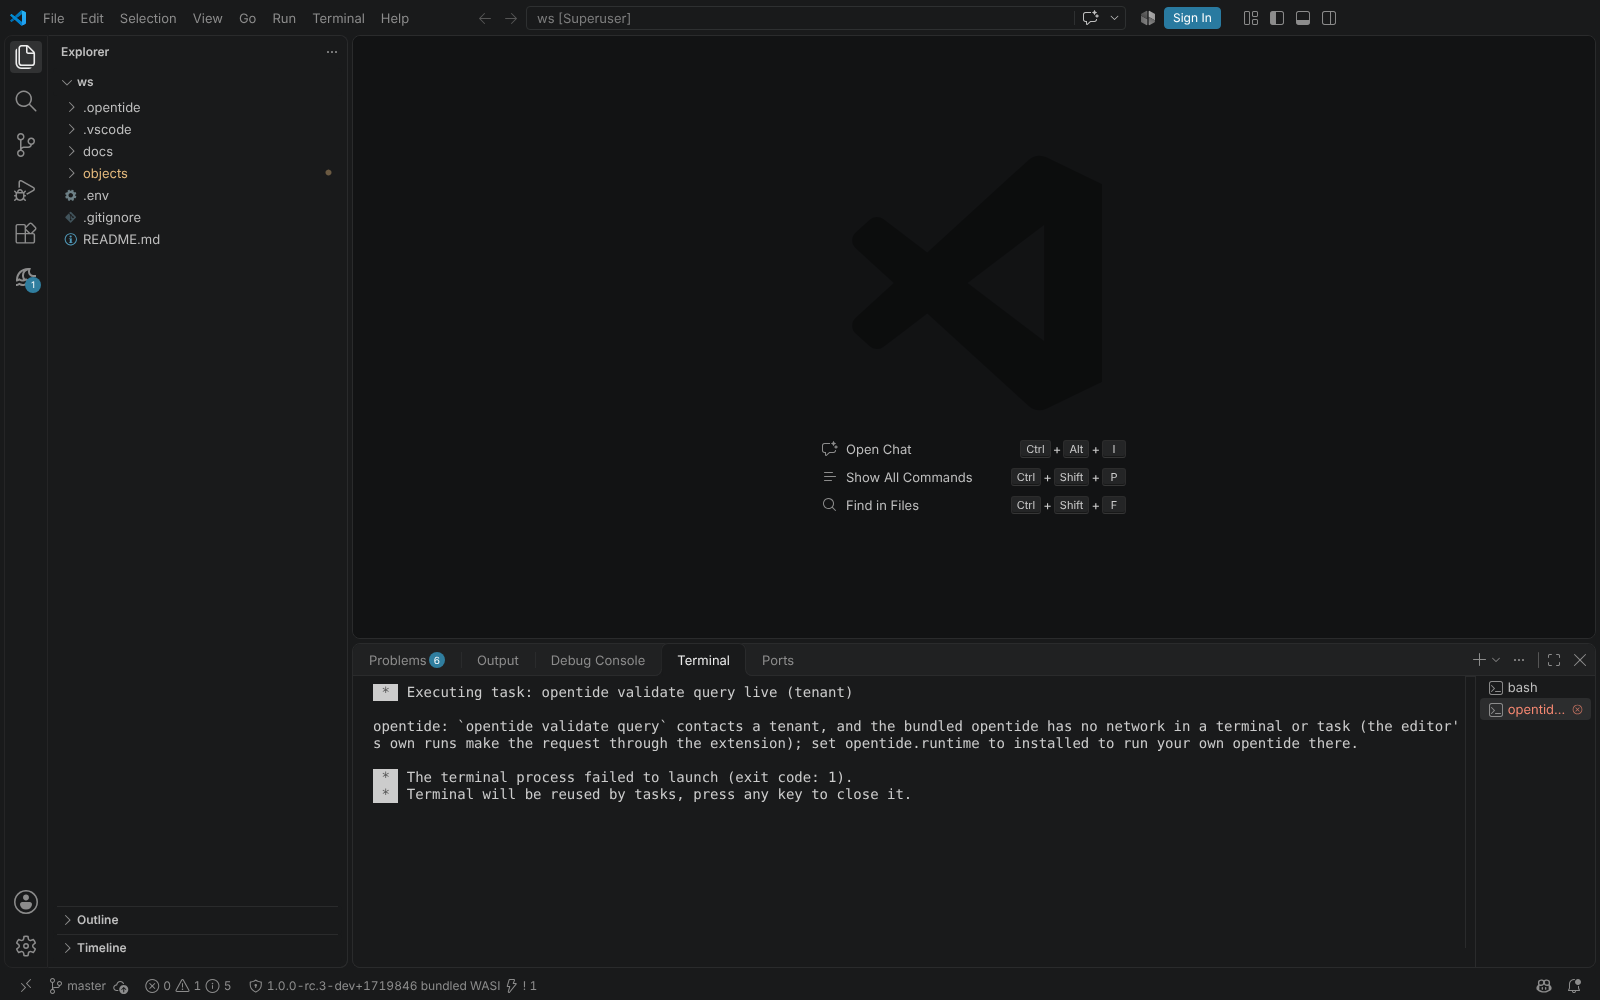 File Edit Selection View Go Run Terminal Help
ws [Superuser]
Sign In
Explorer
ws
.opentide
.vscode
docs
objects
.env
.gitignore
README.md
1
Open Chat Ctrl + Alt + I
Show All Commands Ctrl + Shift + P
Find in Files Ctrl + Shift + F
Problems 6 Output Debug Console Terminal Ports
* Executing task: opentide validate query live (tenant)
opentide: `opentide validate query` contacts a tenant, and the bundled opentide has no network in a terminal or task (the editor'
s own runs make the request through the extension); set opentide.runtime to installed to run your own opentide there.
* The terminal process failed to launch (exit code: 1).
* Terminal will be reused by tasks, press any key to close it.
bash
opentid...
Outline
Timeline
master 0 1 5 1.0.0-rc.3-dev+1719846 bundled WASI ! 1